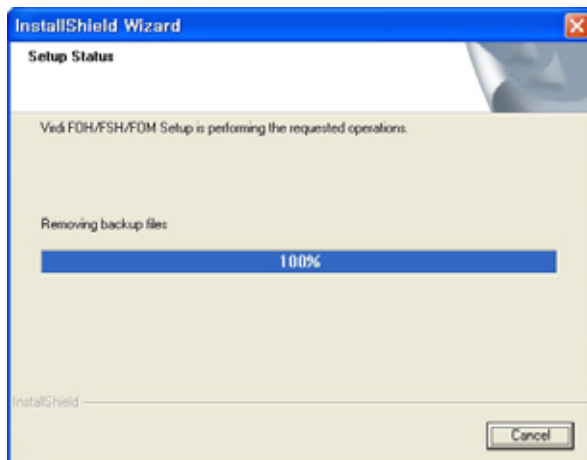 InstallShield Wizard
Setup Status
Virdi FOH/FSH/FOM Setup is performing the requested operations.
Removing backup files
100%
InstallShield
Cancel